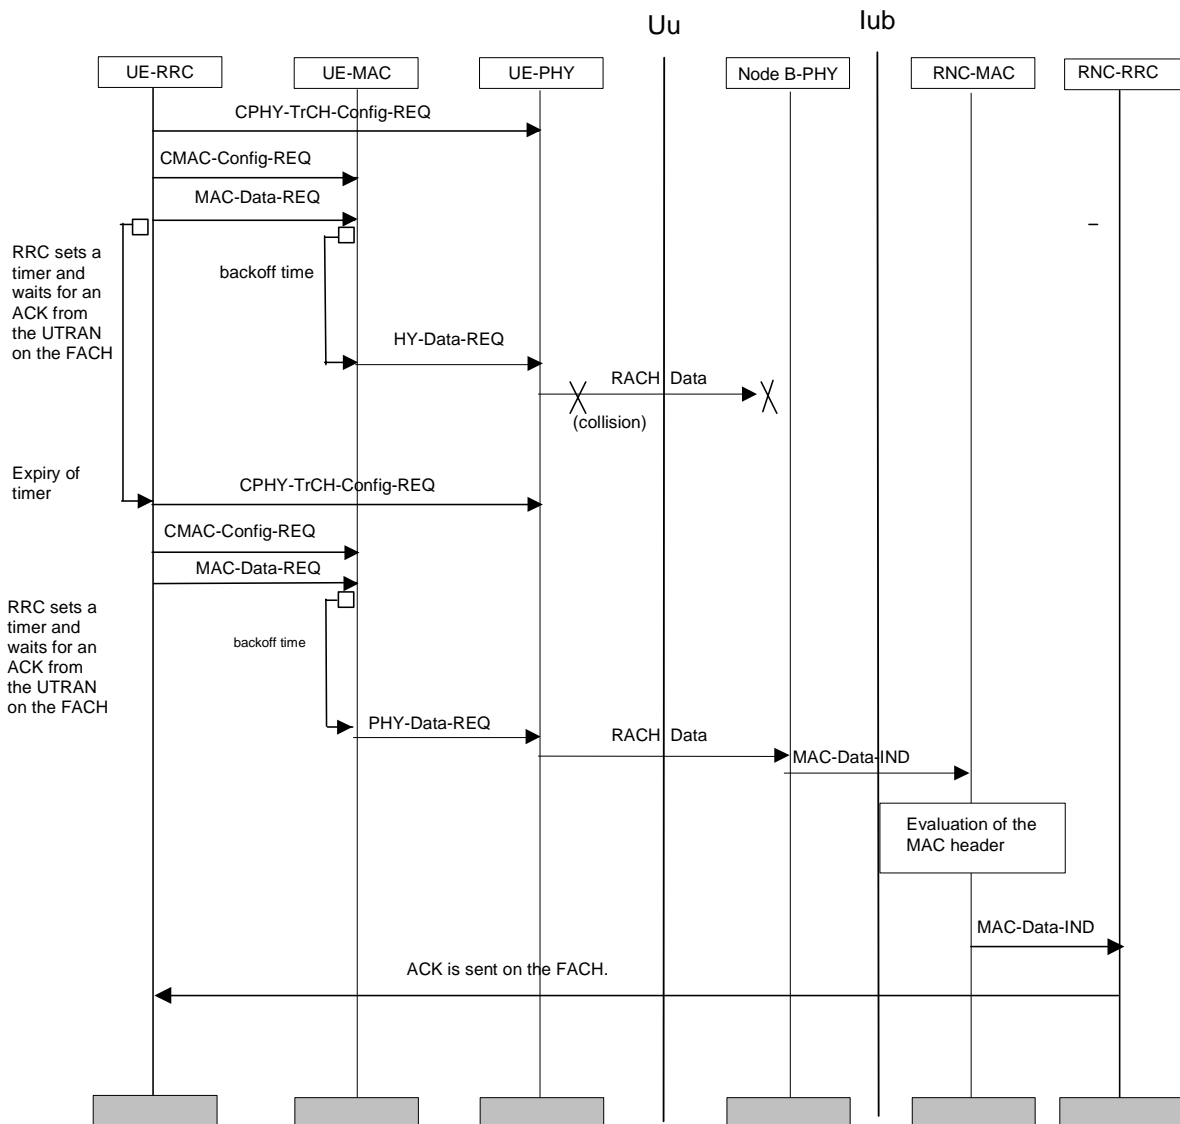 Uu
Iub
UE-RRC
UE-MAC
UE-PHY
Node B-PHY
RNC-MAC
RNC-RRC
CPHY-TrCH-Config-REQ
CMAC-Config-REQ
MAC-Data-REQ
RRC sets a
timer and
waits for an
ACK from
the UTRAN
on the FACH
backoff time
HY-Data-REQ
RACH Data
(collision)
Expiry of
timer
CPHY-TrCH-Config-REQ
CMAC-Config-REQ
MAC-Data-REQ
RRC sets a
timer and
waits for an
ACK from
the UTRAN
on the FACH
backoff time
PHY-Data-REQ
RACH Data
MAC-Data-IND
Evaluation of the
MAC header
MAC-Data-IND
ACK is sent on the FACH.